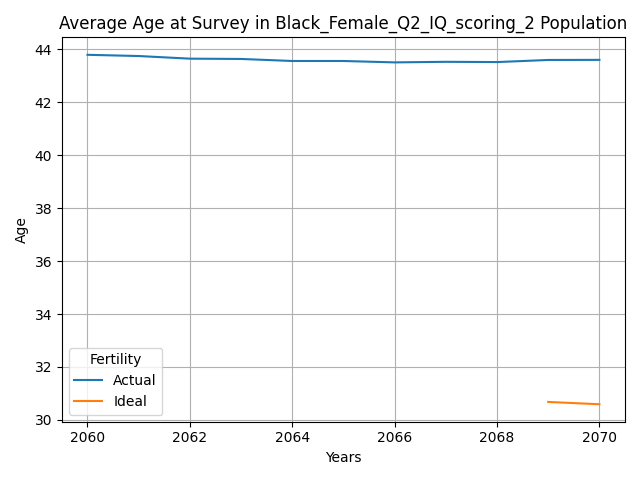 Average Age at Survey in Black_Female_Q2_IQ_scoring_2 Population
44
42
40
38
36
34
32
30
Age
Fertility
Actual
Ideal
2060
2062
2064
2066
2068
2070
Years